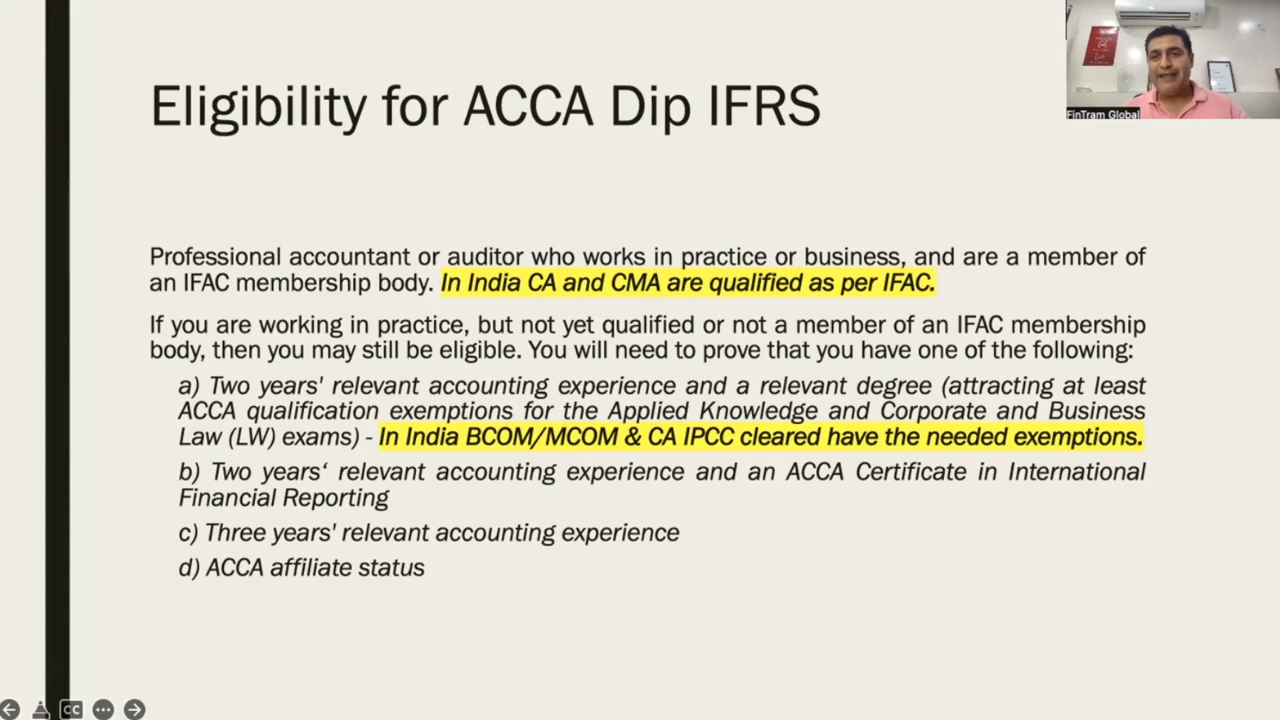 Eligibility for ACCA Dip IFRS
FinTram Global
Professional accountant or auditor who works in practice or business, and are a member of
an IFAC membership body. In India CA and CMA are qualified as per IFAC.
If you are working in practice, but not yet qualified or not a member of an IFAC membership
body, then you may still be eligible. You will need to prove that you have one of the following:
a) Two years' relevant accounting experience and a relevant degree (attracting at least
ACCA qualification exemptions for the Applied Knowledge and Corporate and Business
Law (LW) exams) - In India BCOM/MCOM & CA IPCC cleared have the needed exemptions.
b) Two years‘ relevant accounting experience and an ACCA Certificate in International
Financial Reporting
c) Three years' relevant accounting experience
d) ACCA affiliate status
CC